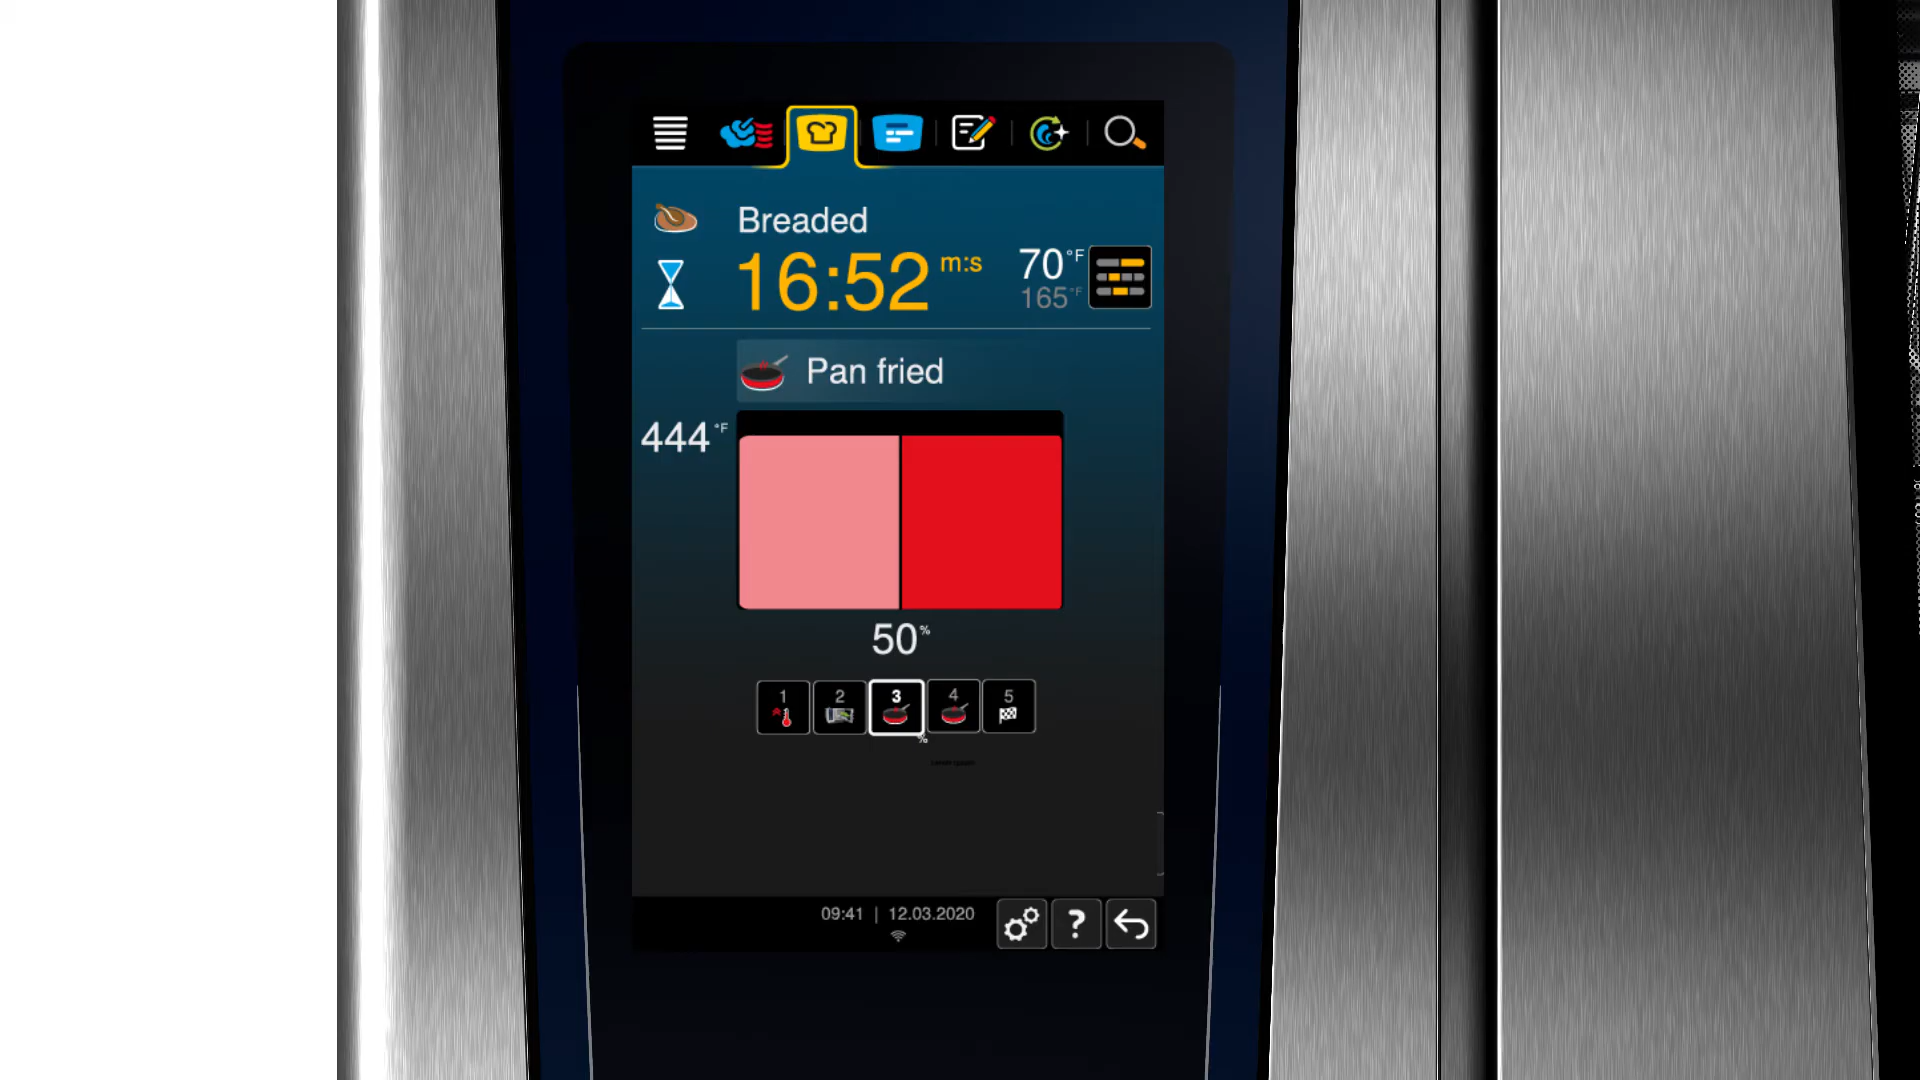 Breaded
16:52 m:s
70 °F
165 °F
Pan fried
444 °F
50 %
1 2 3 4 5
%
09:41 | 12.03.2020
?